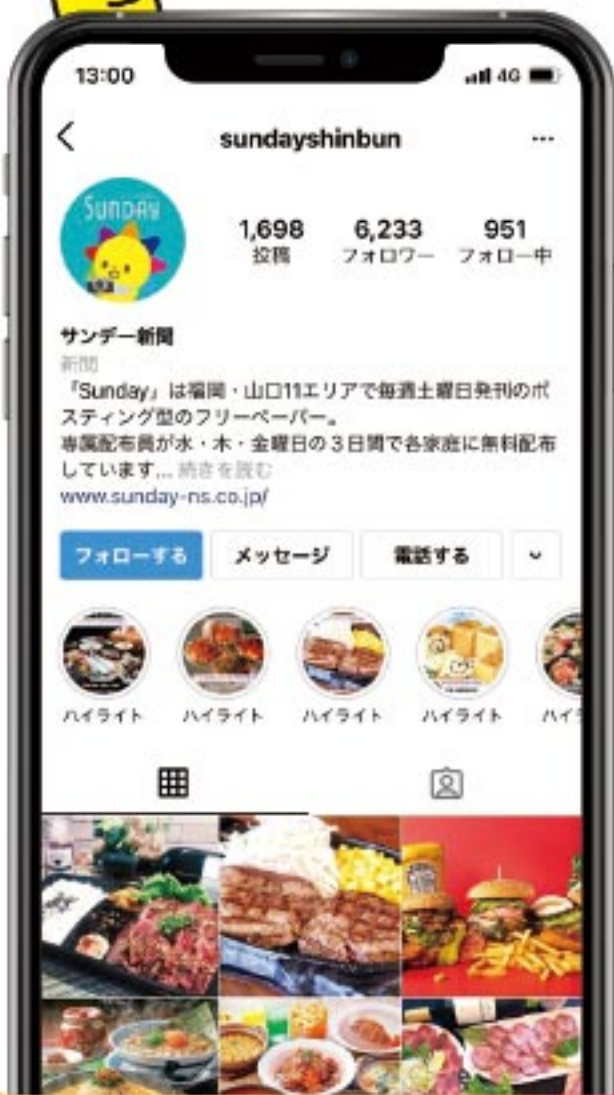 13:00
4G
sundayshinbun
SUNDAY
1,698
6,233
951
投稿
フォロワー
フォロー中
サンデー新聞
新聞
「Sunday」は福岡・山口11エリアで毎週土曜日発刊のポ
スティング型のフリーペーパー。
専属配布員が水・木・金曜日の3日間で各家庭に無料配布
しています... 続きを読む
www.sunday-ns.co.jp/
フォローする
メッセージ
電話する
ハイライト
ハイライト
ハイライト
ハイライト
ハイ